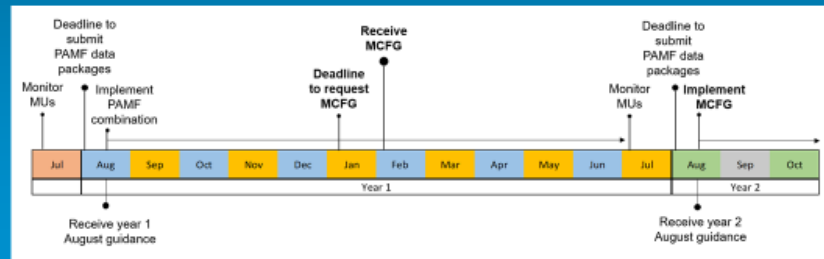 Deadline to
submit
PAMF data
packages
Monitor
MUs
Implement
PAMF
combination
Deadline
to request
MCFG
Receive
MCFG
Monitor
MUs
Deadline to
submit
PAMF data
packages
Implement
MCFG
Jul Aug Sep Oct Nov Dec Jan Feb Mar Apr May Jun Jul Aug Sep Oct
Year 1 Year 2
Receive year 1
August guidance
Receive year 2
August guidance